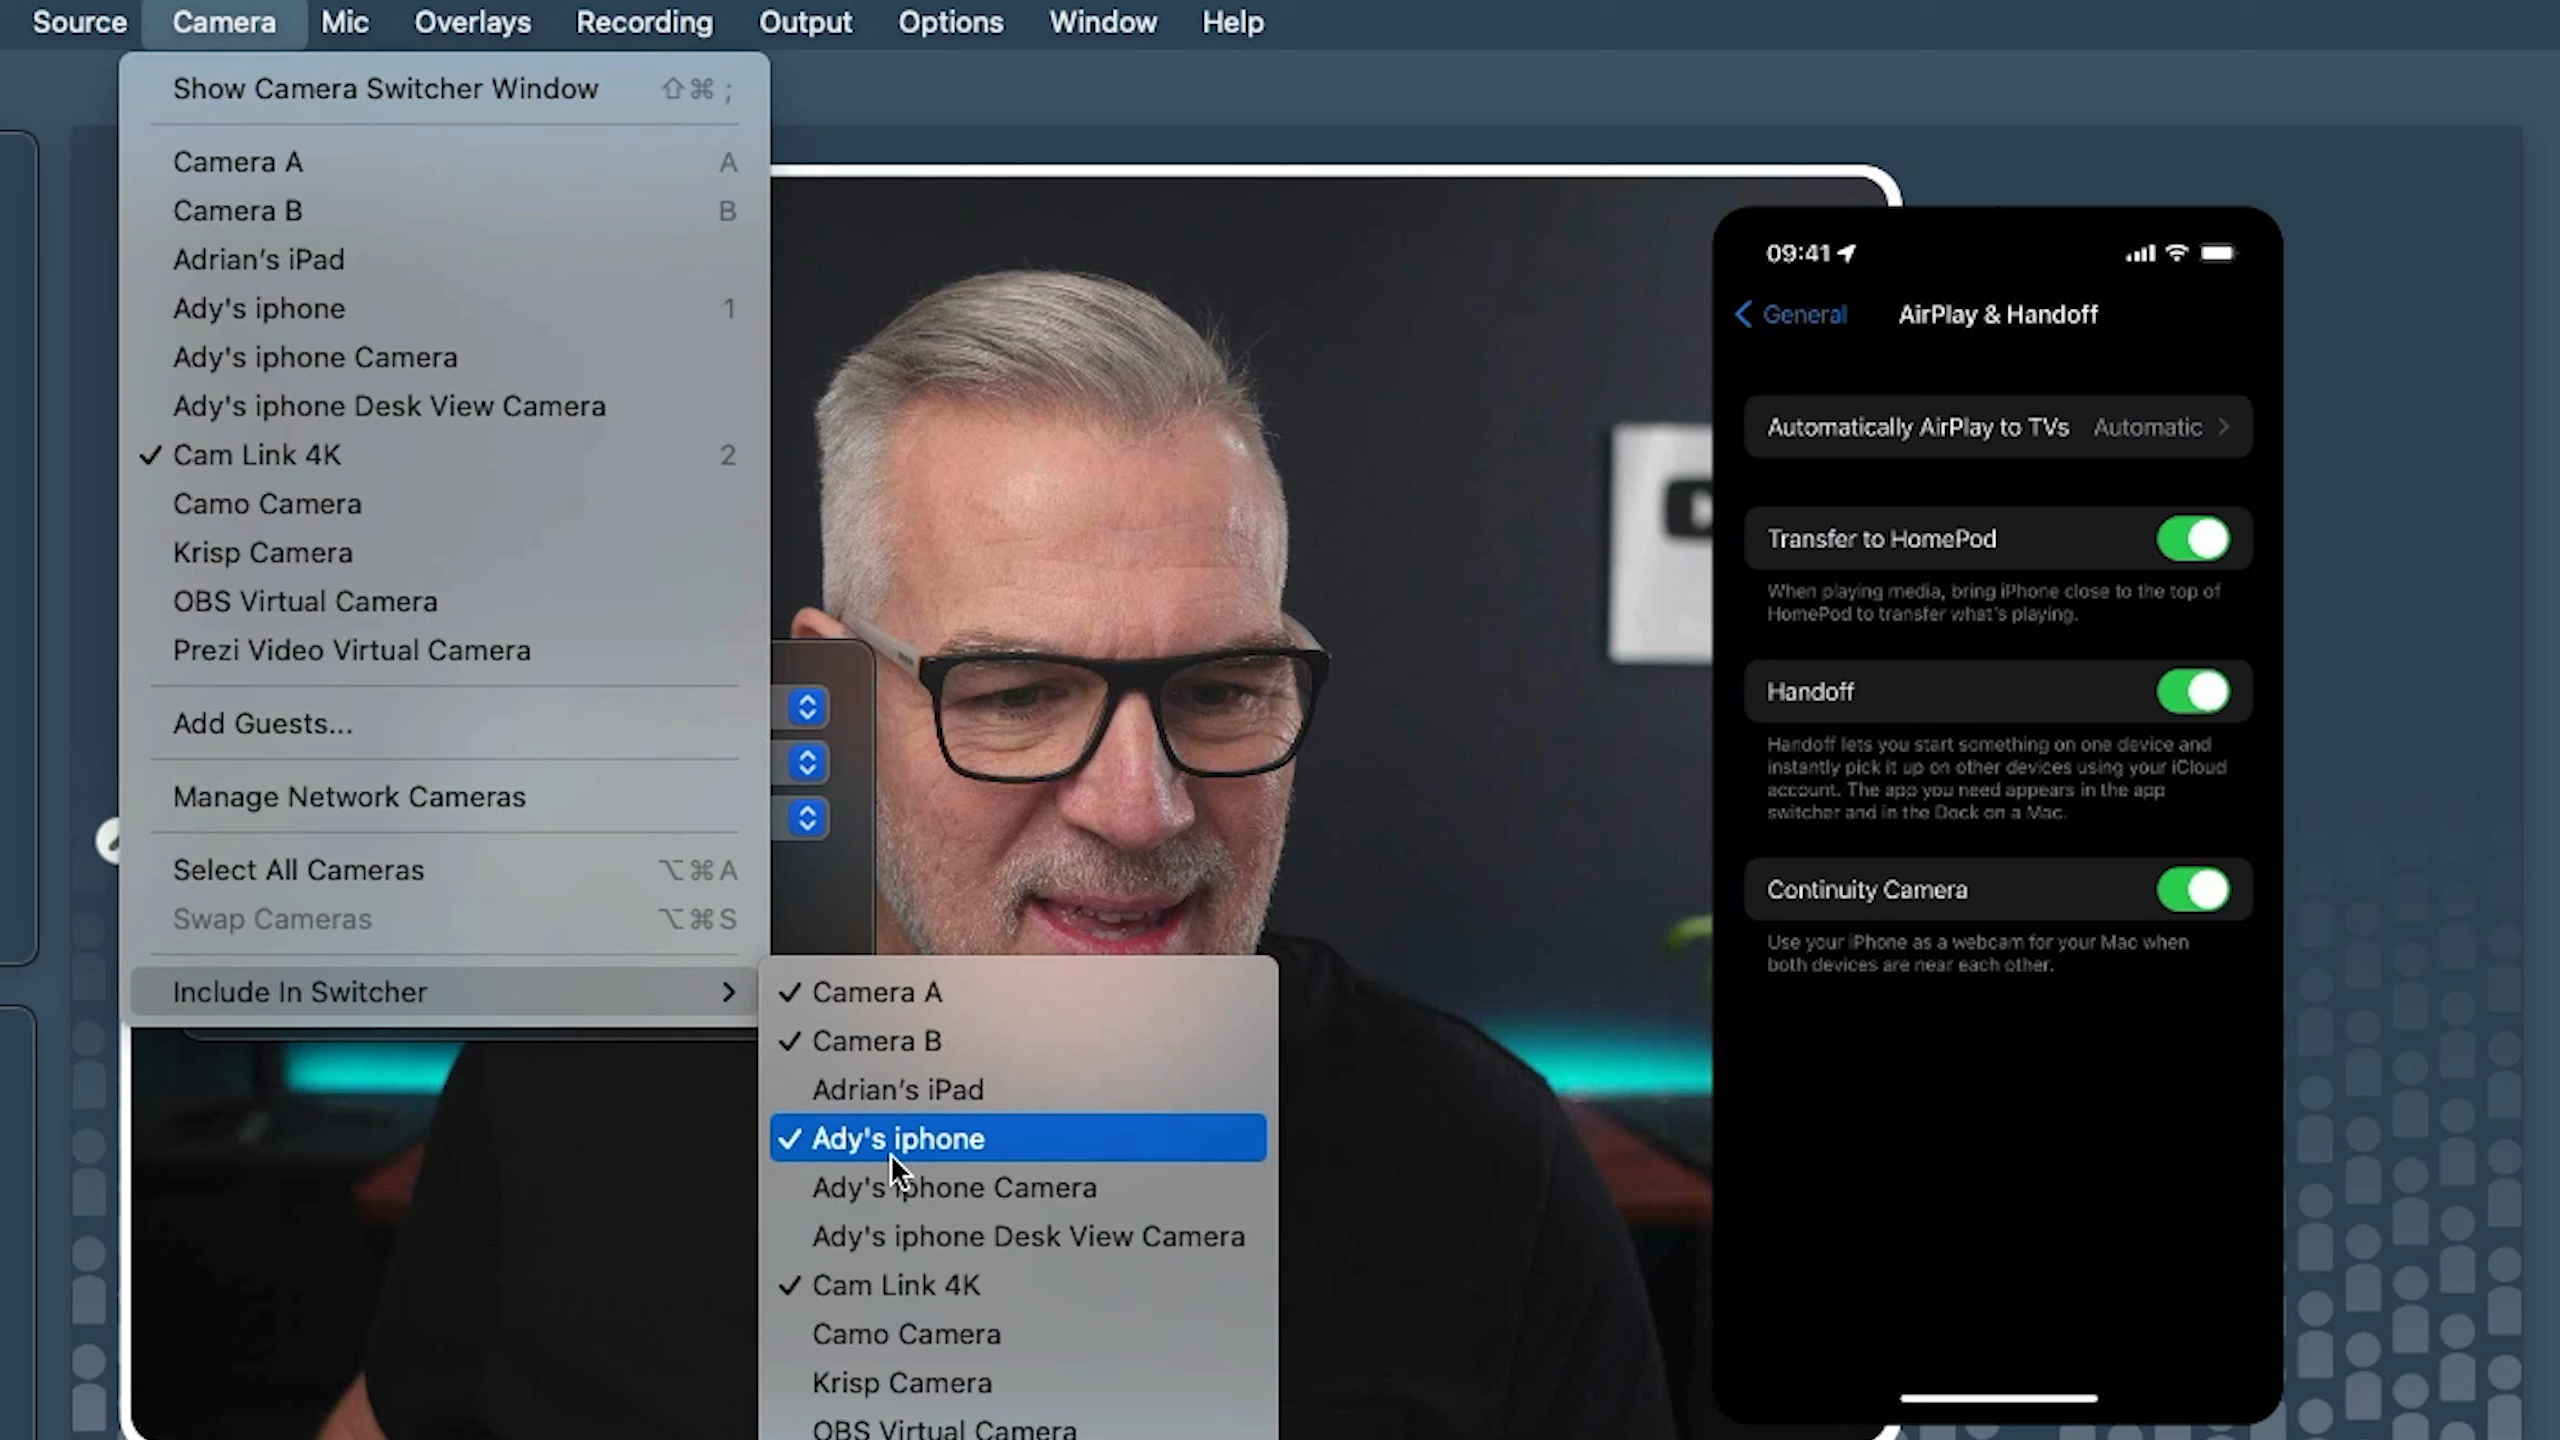 Source Camera Mic Overlays Recording Output Options Window Help
Show Camera Switcher Window ⇧⌘ ;
Camera A A
Camera B B
Adrian’s iPad
Ady's iphone 1
Ady's iphone Camera
Ady's iphone Desk View Camera
✓ Cam Link 4K 2
Camo Camera
Krisp Camera
OBS Virtual Camera
Prezi Video Virtual Camera
Add Guests...
Manage Network Cameras
Select All Cameras ⌥⌘A
Swap Cameras ⌥⌘S
Include In Switcher >
✓ Camera A
✓ Camera B
Adrian’s iPad
✓ Ady's iphone
Ady's iphone Camera
Ady's iphone Desk View Camera
✓ Cam Link 4K
Camo Camera
Krisp Camera
OBS Virtual Camera
09:41
General AirPlay & Handoff
Automatically AirPlay to TVs Automatic >
Transfer to HomePod
When playing media, bring iPhone close to the top of
HomePod to transfer what's playing.
Handoff
Handoff lets you start something on one device and
instantly pick it up on other devices using your iCloud
account. The app you need appears in the app
switcher and in the Dock on a Mac.
Continuity Camera
Use your iPhone as a webcam for your Mac when
both devices are near each other.